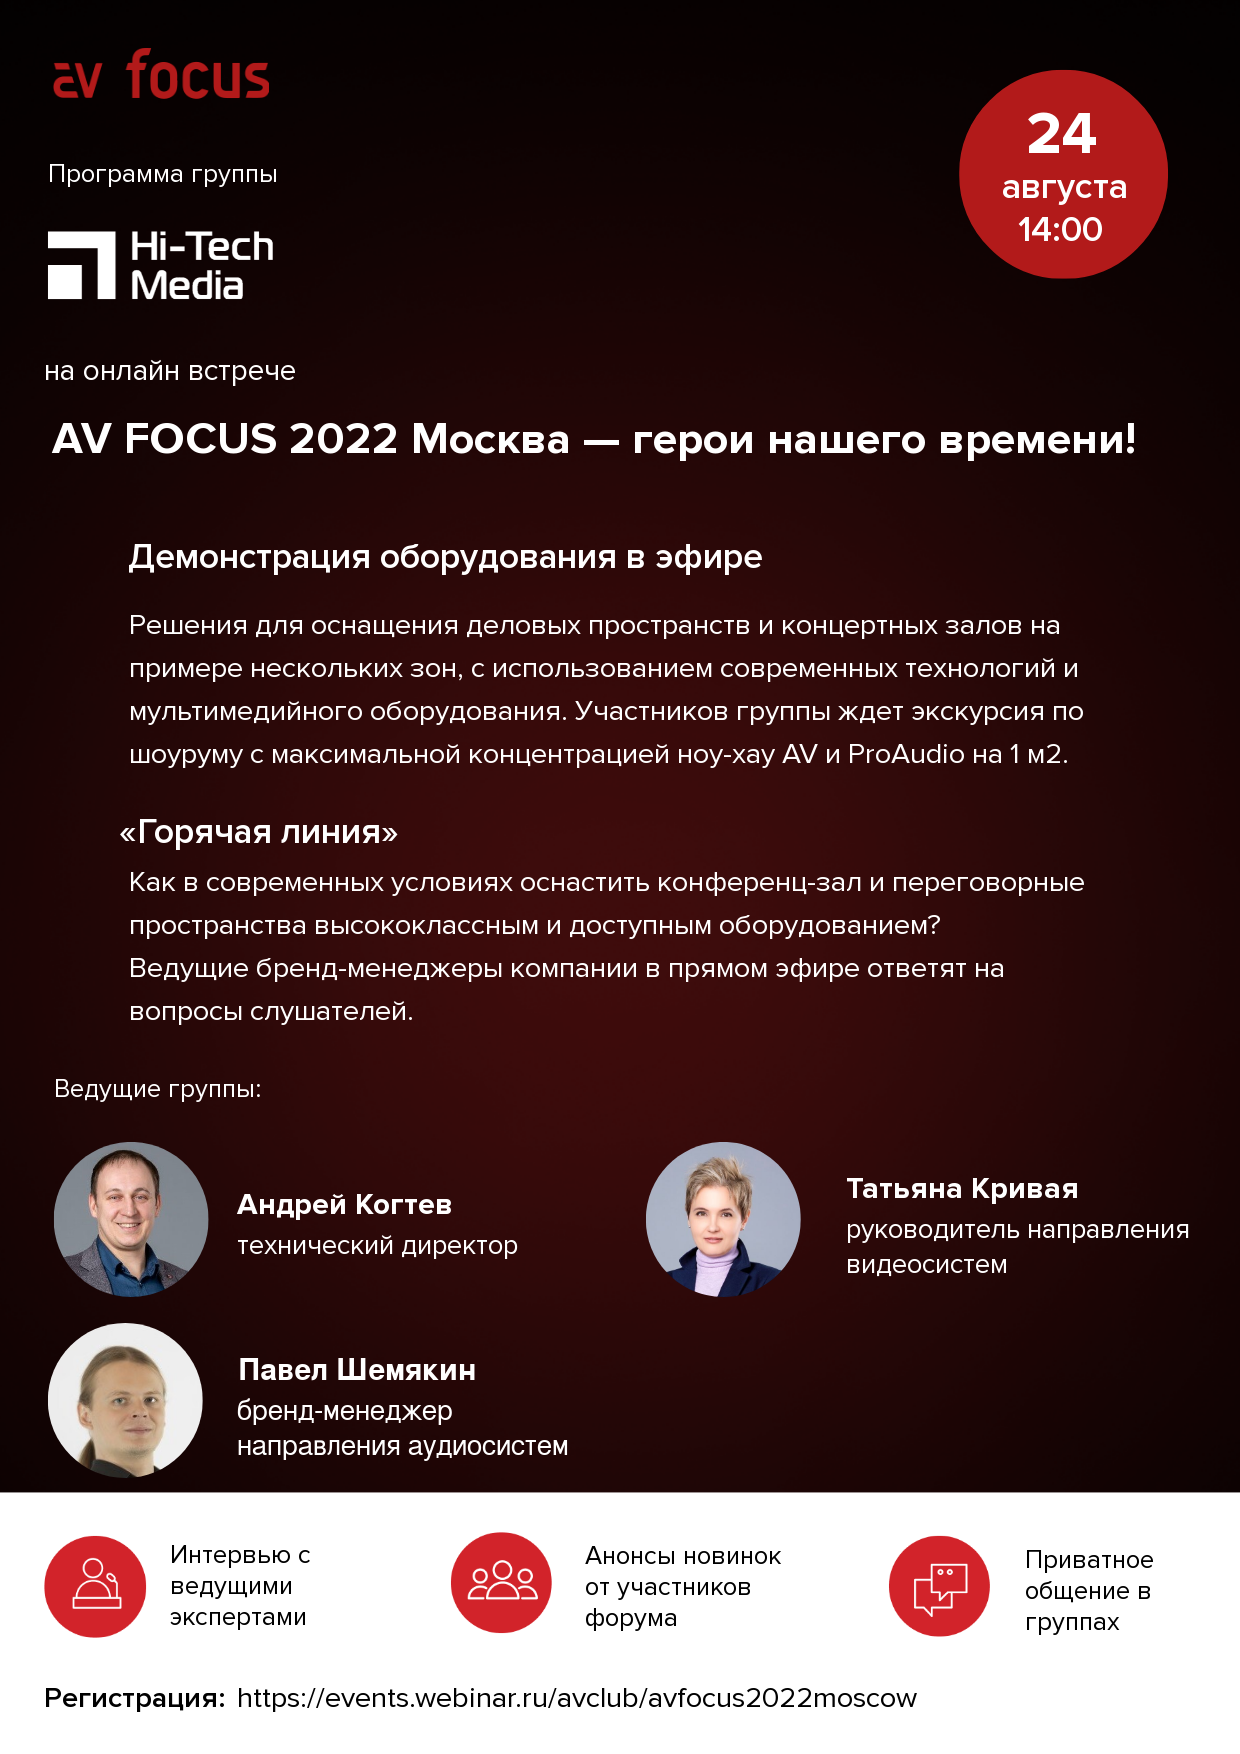 av focus
24
августа
14:00
Программа группы
Hi-Tech
Media
на онлайн встрече
AV FOCUS 2022 Москва — герои нашего времени!
Демонстрация оборудования в эфире
Решения для оснащения деловых пространств и концертных залов на
примере нескольких зон, с использованием современных технологий и
мультимедийного оборудования. Участников группы ждет экскурсия по
шоуруму с максимальной концентрацией ноу-хау AV и ProAudio на 1 м2.
«Горячая линия»
Как в современных условиях оснастить конференц-зал и переговорные
пространства высококлассным и доступным оборудованием?
Ведущие бренд-менеджеры компании в прямом эфире ответят на
вопросы слушателей.
Ведущие группы:
Андрей Когтев
технический директор
Татьяна Кривая
руководитель направления
видеосистем
Павел Шемякин
бренд-менеджер
направления аудиосистем
Интервью с
ведущими
экспертами
Анонсы новинок
от участников
форума
Приватное
общение в
группах
Регистрация: https://events.webinar.ru/avclub/avfocus2022moscow